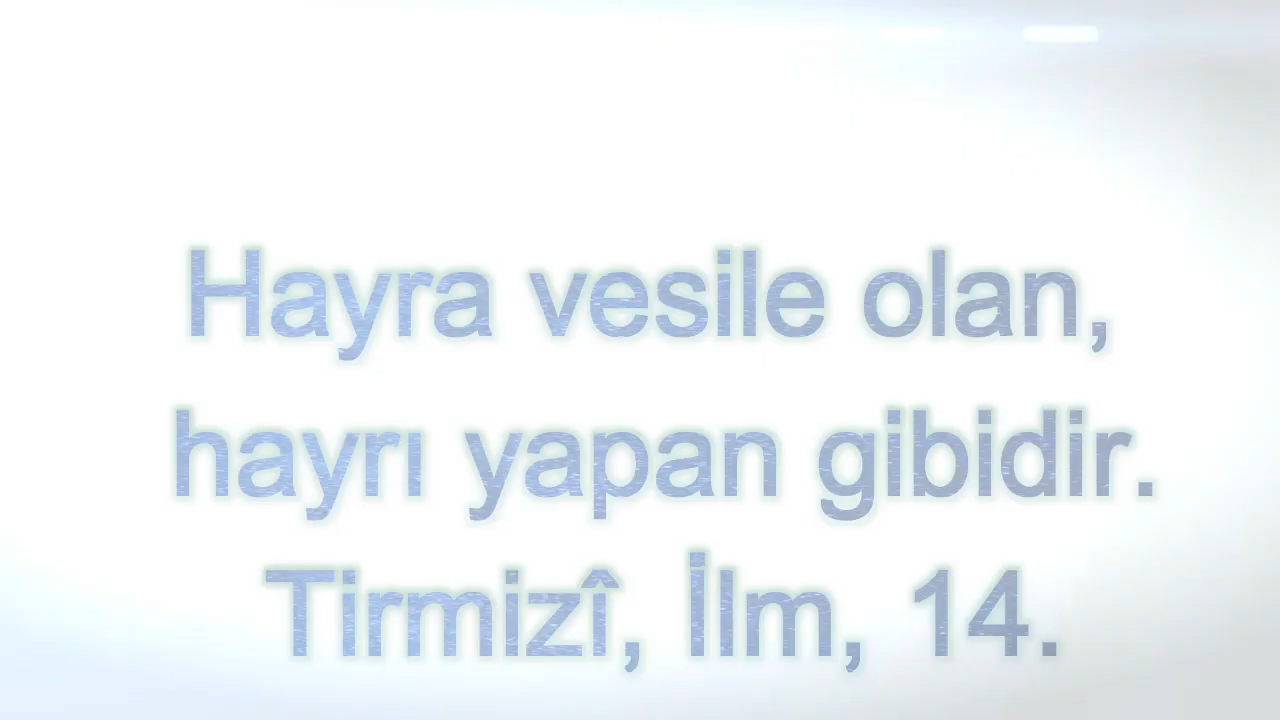 Hayra vesile olan,
hayrı yapan gibidir.
Tirmizî, İlm, 14.